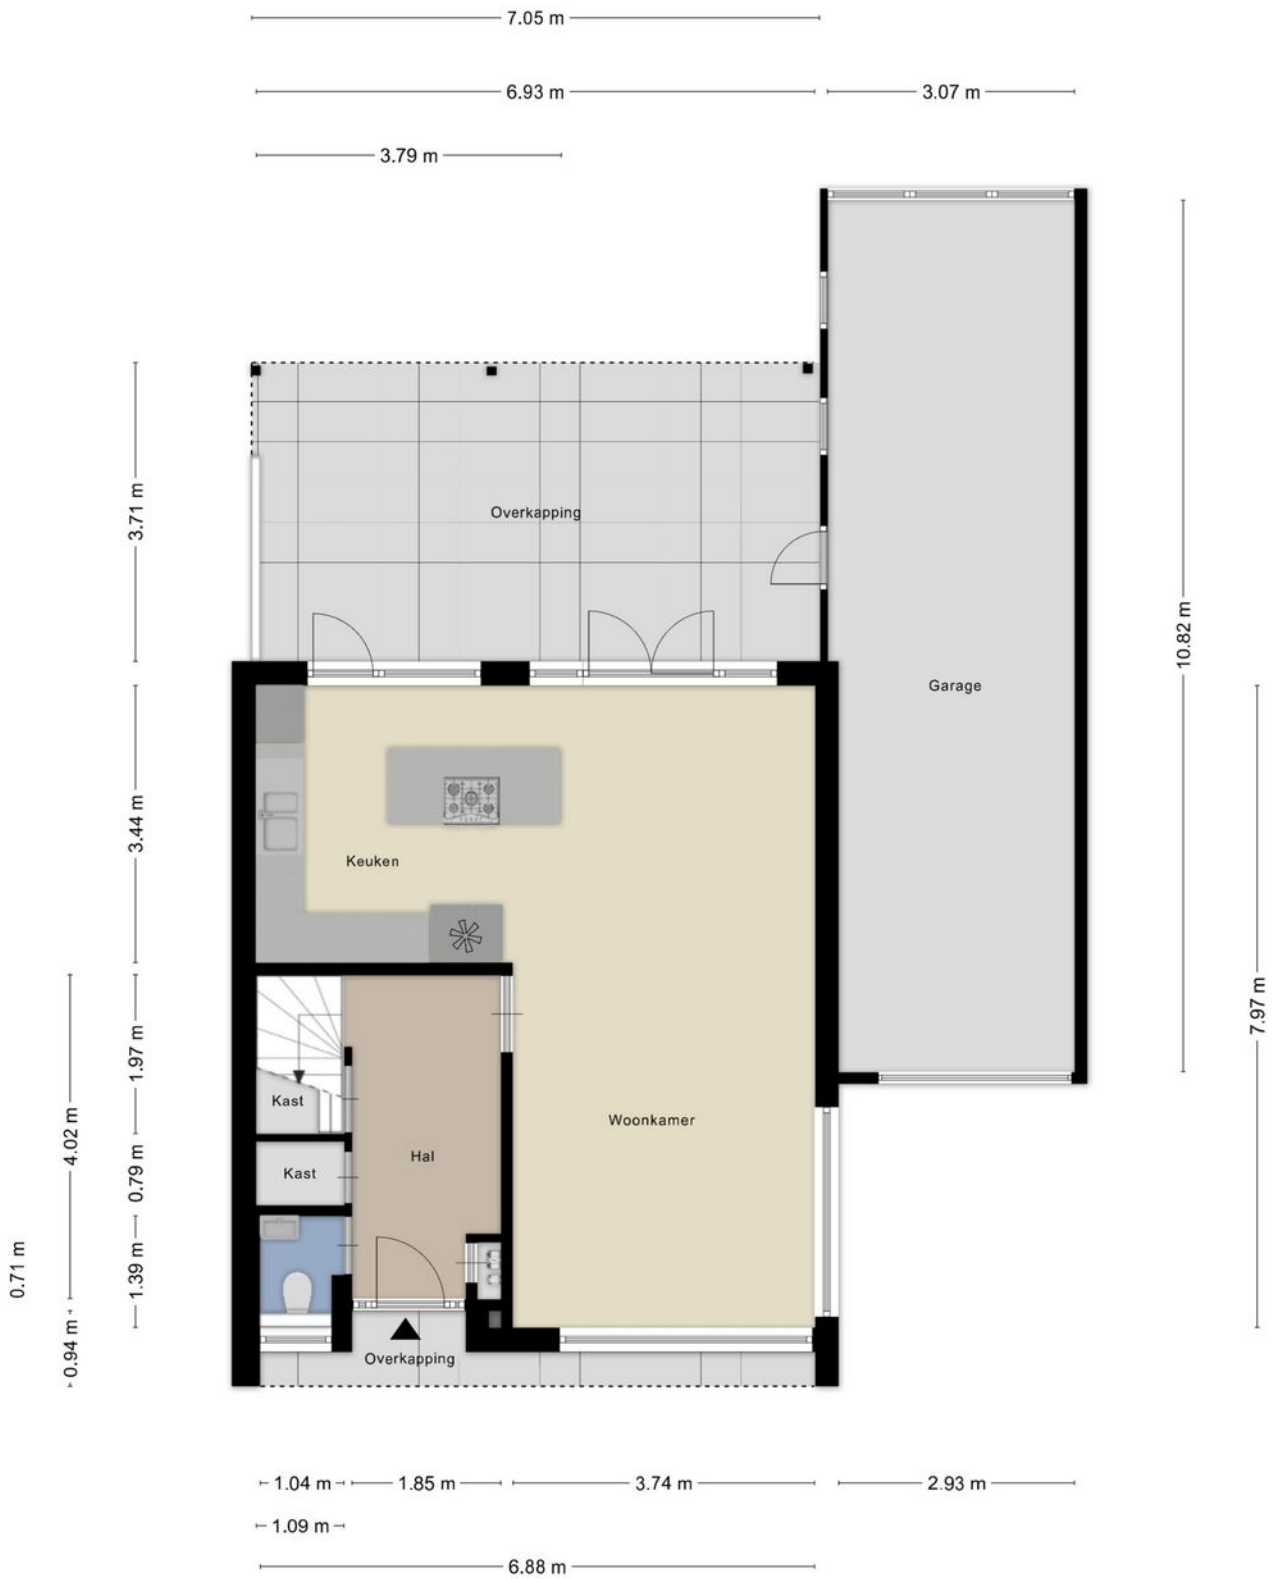 7.05 m
6.93 m
3.07 m
3.79 m
3.71 m
Overkapping
10.82 m
Garage
3.44 m
Keuken
7.97 m
1.97 m
4.02 m
Kast
Woonkamer
Hal
Kast
0.79 m
1.39 m
0.71 m
0.94 m
Overkapping
1.04 m
1.85 m
3.74 m
2.93 m
1.09 m
6.88 m